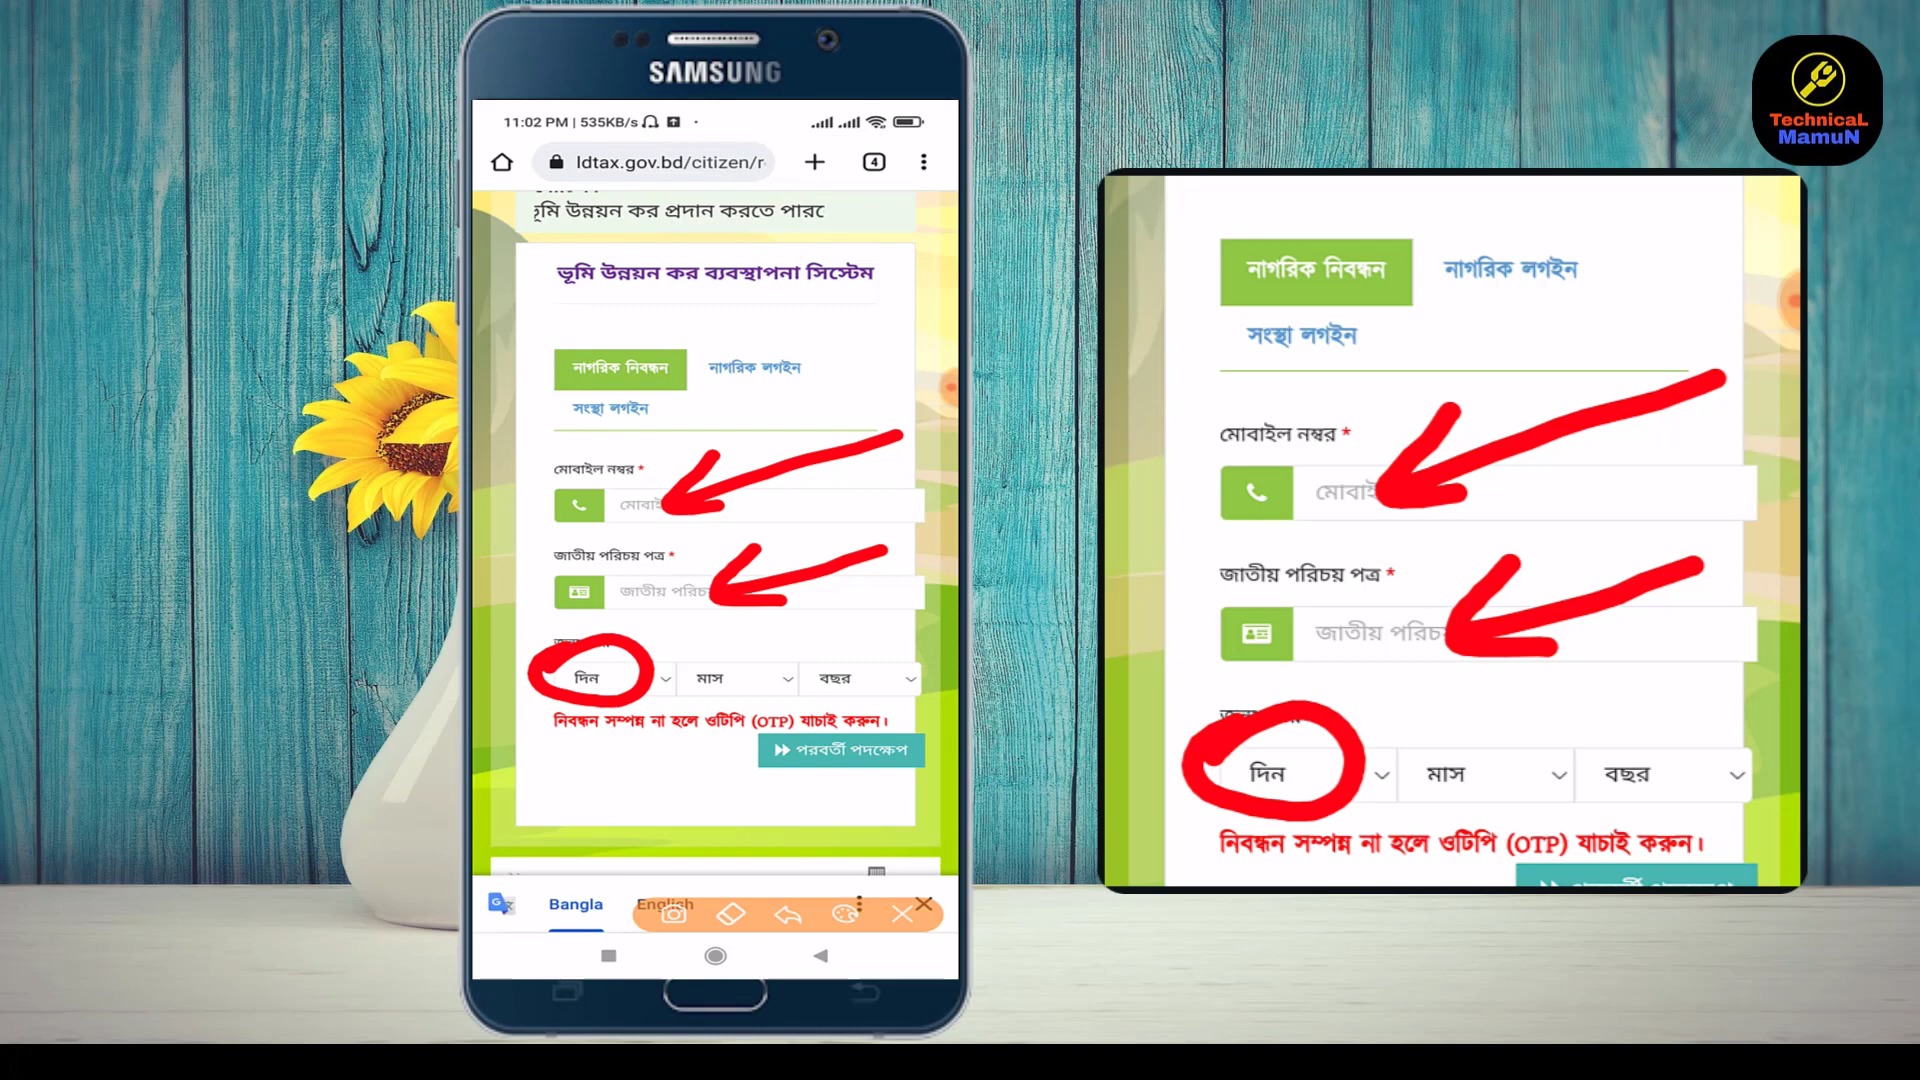 SAMSUNG
11:02 PM | 535KB/s
ldtax.gov.bd/citizen/r
4
ভূমি উন্নয়ন কর প্রদান করতে পারবে
ভূমি উন্নয়ন কর ব্যবস্থাপনা সিস্টেম
নাগরিক নিবন্ধন নাগরিক লগইন
সংস্থা লগইন
মোবাইল নম্বর *
জাতীয় পরিচয় পত্র *
জাতীয়
দিন মাস বছর
নিবন্ধন সম্পন্ন না হলে ওটিপি (OTP) যাচাই করুন।
পরবর্তী পদক্ষেপ
Bangla English
TechnicaL
MamuN
নাগরিক নিবন্ধন নাগরিক লগইন
সংস্থা লগইন
মোবাইল নম্বর *
জাতীয় পরিচয় পত্র *
জাতীয়
দিন মাস বছর
নিবন্ধন সম্পন্ন না হলে ওটিপি (OTP) যাচাই করুন।